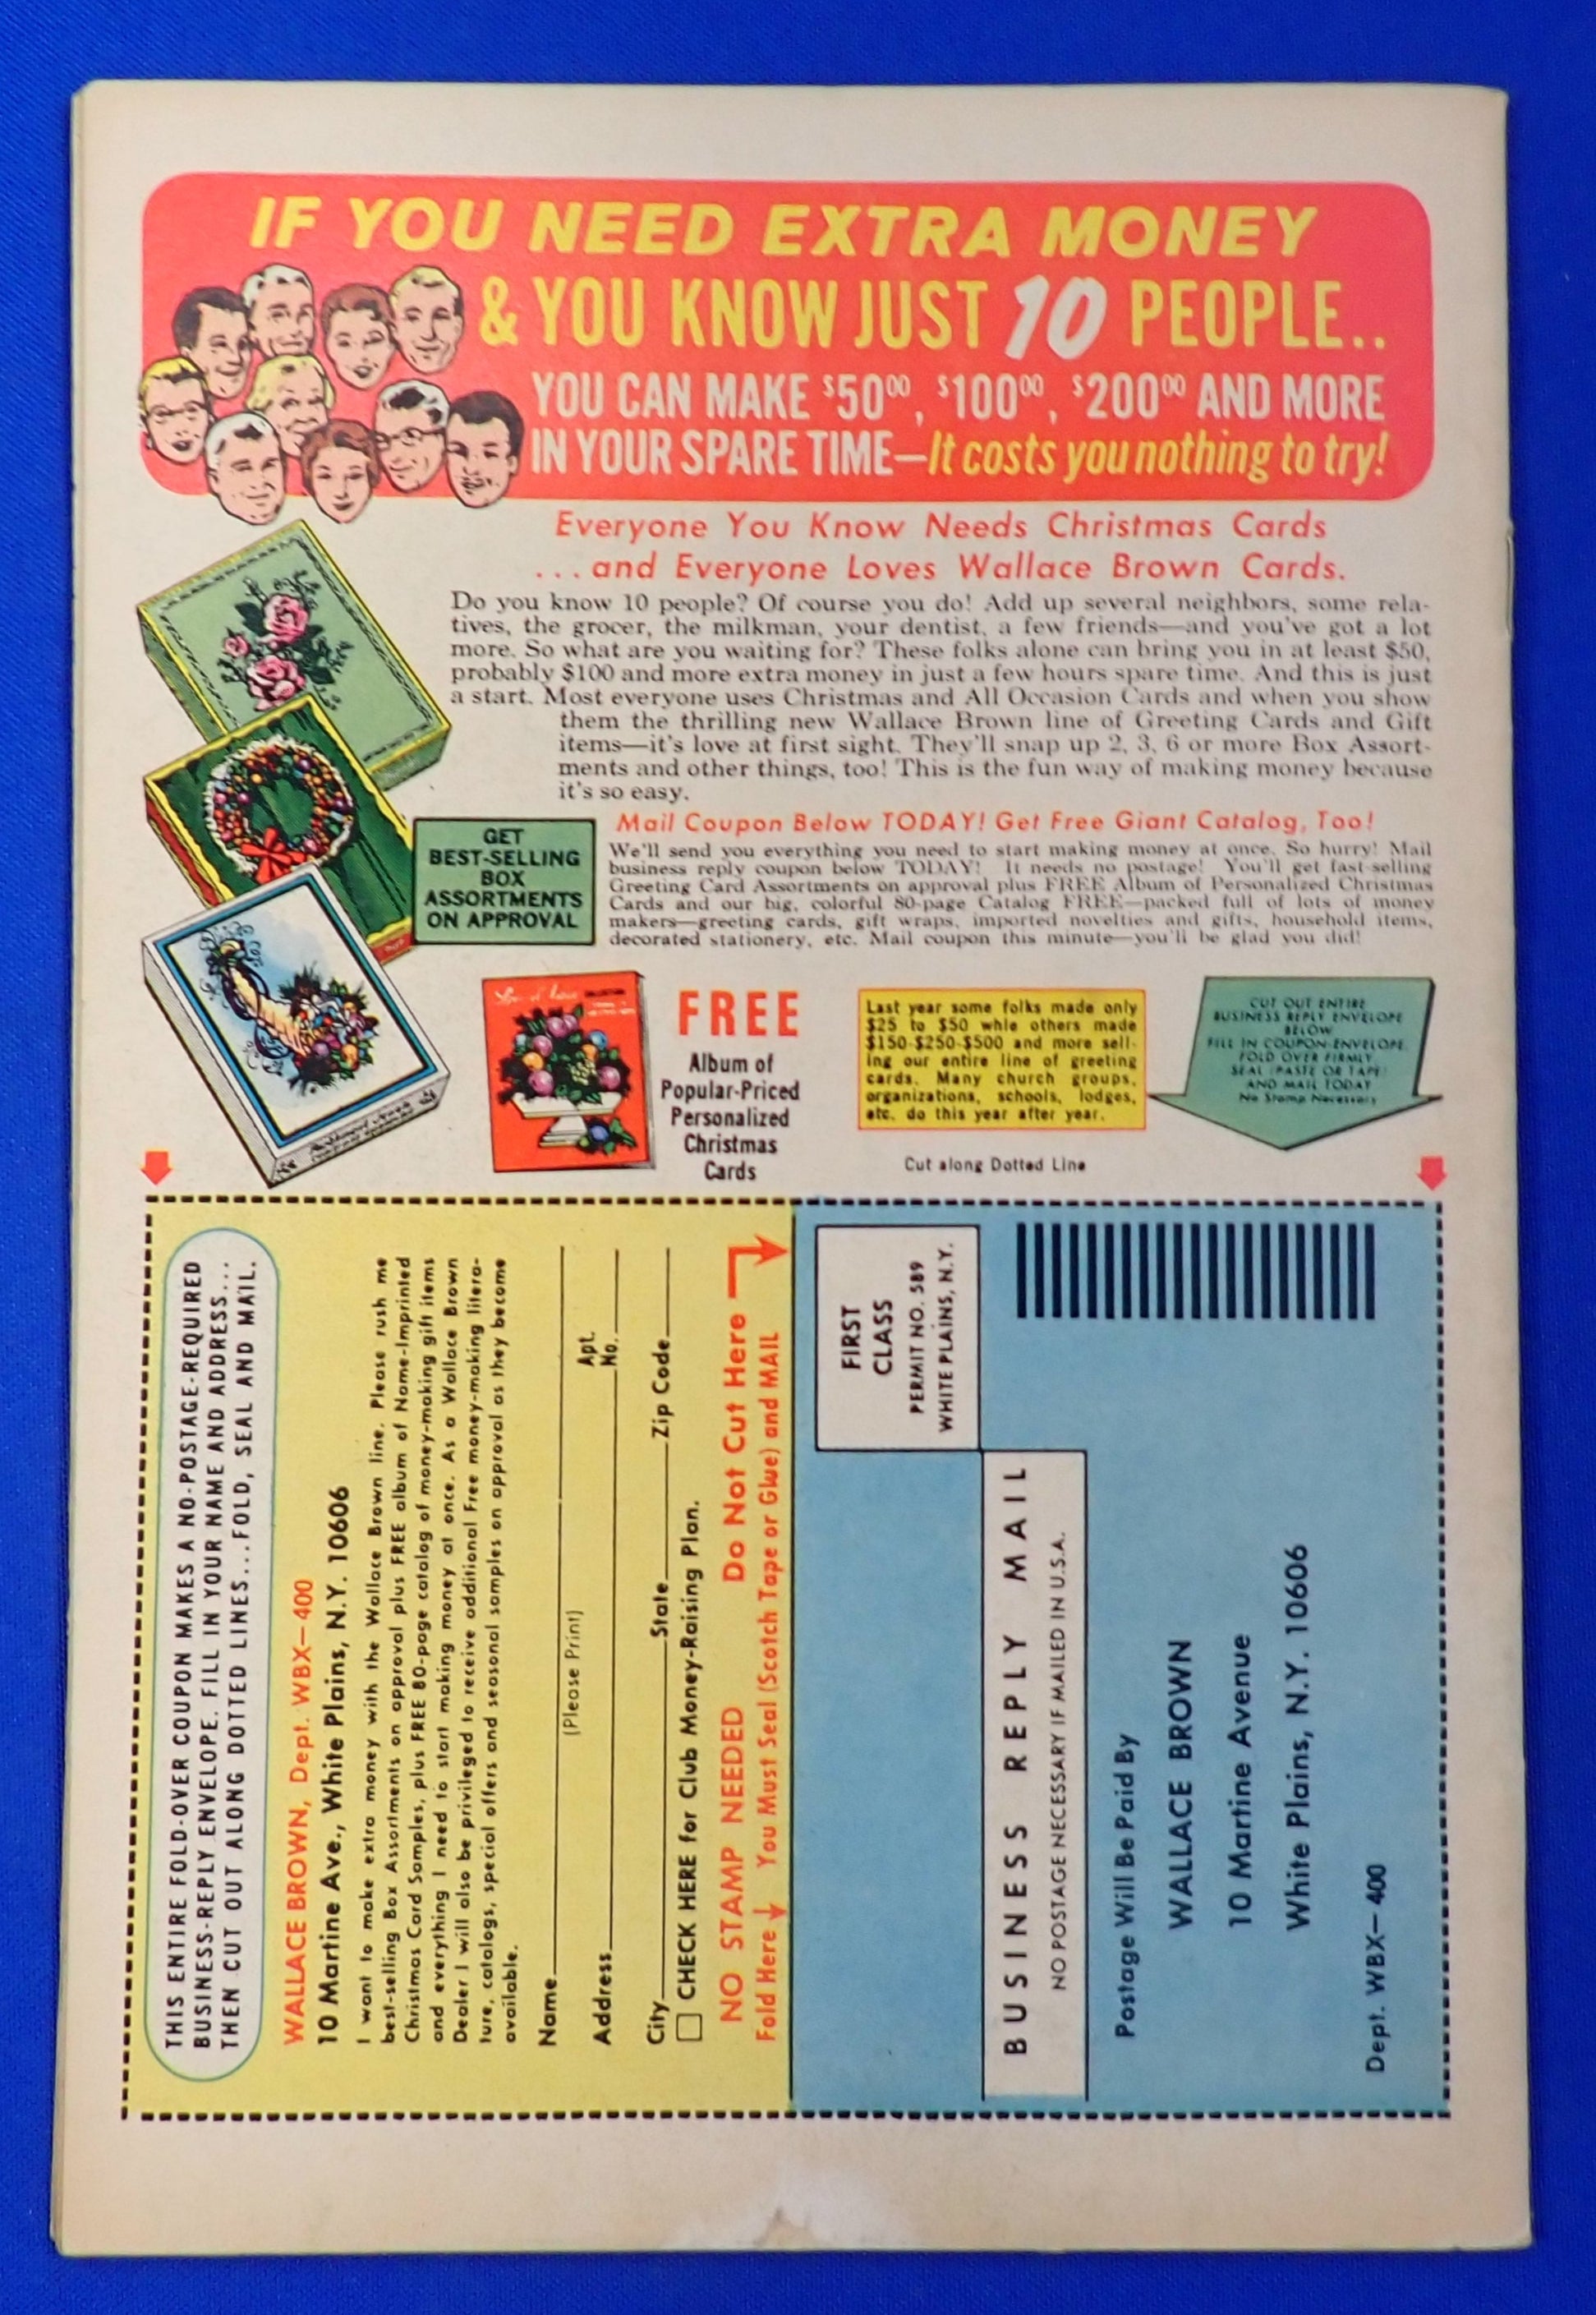 IF YOU NEED EXTRA MONEY
& YOU KNOW JUST 10 PEOPLE..
YOU CAN MAKE $50⁰⁰, $100⁰⁰, $200⁰⁰ AND MORE
IN YOUR SPARE TIME—It costs you nothing to try!
Everyone You Know Needs Christmas Cards
...and Everyone Loves Wallace Brown Cards.
Do you know 10 people? Of course you do! Add up several neighbors, some rela-
tives, the grocer, the milkman, your dentist, a few friends—and you've got a lot
more. So what are you waiting for? These folks alone can bring you in at least $50,
probably $100 and more extra money in just a few hours spare time. And this is just
a start. Most everyone uses Christmas and All Occasion Cards and when you show
them the thrilling new Wallace Brown line of Greeting Cards and Gift
items—it's love at first sight. They'll snap up 2, 3, 6 or more Box Assort-
ments and other things, too! This is the fun way of making money because
it's so easy.
GET
BEST-SELLING
BOX
ASSORTMENTS
ON APPROVAL
Mail Coupon Below TODAY! Get Free Giant Catalog, Too!
We'll send you everything you need to start making money at once. So hurry! Mail
business reply coupon below TODAY! It needs no postage! You'll get fast-selling
Greeting Card Assortments on approval plus FREE Album of Personalized Christmas
Cards and our big, colorful 80-page Catalog FREE—packed full of lots of money
makers—greeting cards, gift wraps, imported novelties and gifts, household items,
decorated stationery, etc. Mail coupon this minute—you'll be glad you did!
FREE
Album of
Popular-Priced
Personalized
Christmas
Cards
Last year some folks made only
$25 to $50 while others made
$150-$250-$500 and more sell-
ing our entire line of greeting
cards. Many church groups,
organizations, schools, lodges,
etc. do this year after year.
CUT OUT ENTIRE
BUSINESS REPLY ENVELOPE
BELOW
FILL IN COUPON-ENVELOPE
FOLD OVER FIRMLY
SEAL (PASTE OR TAPE)
AND MAIL TODAY
No Stamp Necessary
Cut along Dotted Line
THIS ENTIRE FOLD-OVER COUPON MAKES A NO-POSTAGE-REQUIRED
BUSINESS-REPLY ENVELOPE. FILL IN YOUR NAME AND ADDRESS...
THEN CUT OUT ALONG DOTTED LINES...FOLD, SEAL AND MAIL.
WALLACE BROWN, Dept. WBX—400
10 Martine Ave., White Plains, N.Y. 10606
I want to make extra money with the Wallace Brown line. Please rush me
best-selling Box Assortments on approval plus FREE album of Name-Imprinted
Christmas Card Samples, plus FREE 80-page catalog of money-making gift items
and everything I need to start making money at once. As a Wallace Brown
Dealer I will also be privileged to receive additional Free money-making litera-
ture, catalogs, special offers and seasonal samples on approval as they become
available.
Name
(Please Print)
Address Apt. No.
City State Zip Code
CHECK HERE for Club Money-Raising Plan.
NO STAMP NEEDED Do Not Cut Here
Fold Here You Must Seal (Scotch Tape or Glue) and MAIL
FIRST
CLASS
PERMIT NO. 589
WHITE PLAINS, N.Y.
BUSINESS REPLY MAIL
NO POSTAGE NECESSARY IF MAILED IN U.S.A.
Postage Will Be Paid By
WALLACE BROWN
10 Martine Avenue
White Plains, N.Y. 10606
Dept. WBX—400